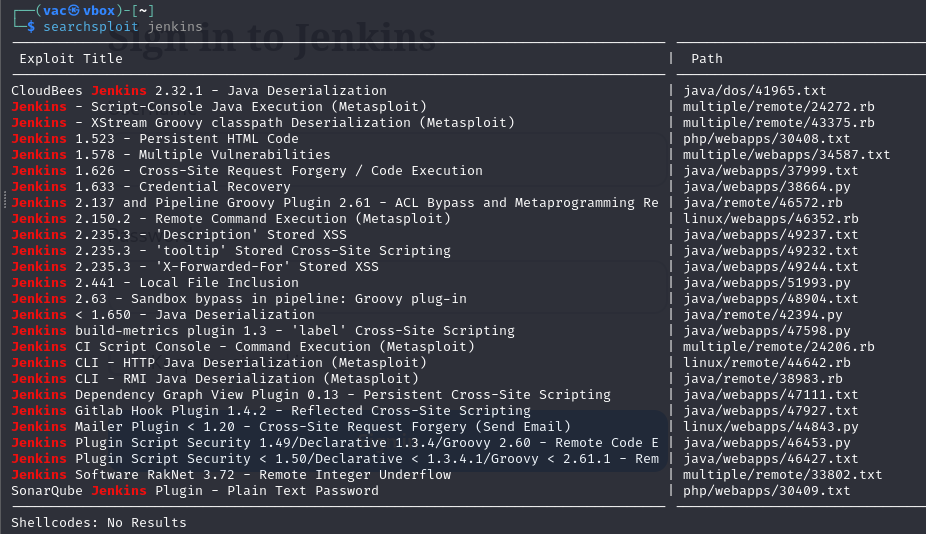 ┌──(vac㉿vbox)-[~]
└─$ searchsploit jenkins
Sign in to Jenkins
Exploit Title | Path
CloudBees Jenkins 2.32.1 - Java Deserialization | java/dos/41965.txt
Jenkins - Script-Console Java Execution (Metasploit) | multiple/remote/24272.rb
Jenkins - XStream Groovy classpath Deserialization (Metasploit) | multiple/remote/43375.rb
Jenkins 1.523 - Persistent HTML Code | php/webapps/30408.txt
Jenkins 1.578 - Multiple Vulnerabilities | multiple/webapps/34587.txt
Jenkins 1.626 - Cross-Site Request Forgery / Code Execution | java/webapps/37999.txt
Jenkins 1.633 - Credential Recovery | java/webapps/38664.py
Jenkins 2.137 and Pipeline Groovy Plugin 2.61 - ACL Bypass and Metaprogramming Re | java/remote/46572.rb
Jenkins 2.150.2 - Remote Command Execution (Metasploit) | linux/webapps/46352.rb
Jenkins 2.235.3 - 'Description' Stored XSS | java/webapps/49237.txt
Jenkins 2.235.3 - 'tooltip' Stored Cross-Site Scripting | java/webapps/49232.txt
Jenkins 2.235.3 - 'X-Forwarded-For' Stored XSS | java/webapps/49244.txt
Jenkins 2.441 - Local File Inclusion | java/webapps/51993.py
Jenkins 2.63 - Sandbox bypass in pipeline: Groovy plug-in | java/webapps/48904.txt
Jenkins < 1.650 - Java Deserialization | java/remote/42394.py
Jenkins build-metrics plugin 1.3 - 'label' Cross-Site Scripting | java/webapps/47598.py
Jenkins CI Script Console - Command Execution (Metasploit) | multiple/remote/24206.rb
Jenkins CLI - HTTP Java Deserialization (Metasploit) | linux/remote/44642.rb
Jenkins CLI - RMI Java Deserialization (Metasploit) | java/remote/38983.rb
Jenkins Dependency Graph View Plugin 0.13 - Persistent Cross-Site Scripting | java/webapps/47111.txt
Jenkins Gitlab Hook Plugin 1.4.2 - Reflected Cross-Site Scripting | java/webapps/47927.txt
Jenkins Mailer Plugin < 1.20 - Cross-Site Request Forgery (Send Email) | linux/webapps/44843.py
Jenkins Plugin Script Security 1.49/Declarative 1.3.4/Groovy 2.60 - Remote Code E | java/webapps/46453.py
Jenkins Plugin Script Security < 1.50/Declarative < 1.3.4.1/Groovy < 2.61.1 - Rem | java/webapps/46427.txt
Jenkins Software RakNet 3.72 - Remote Integer Underflow | multiple/remote/33802.txt
SonarQube Jenkins Plugin - Plain Text Password | php/webapps/30409.txt
Shellcodes: No Results